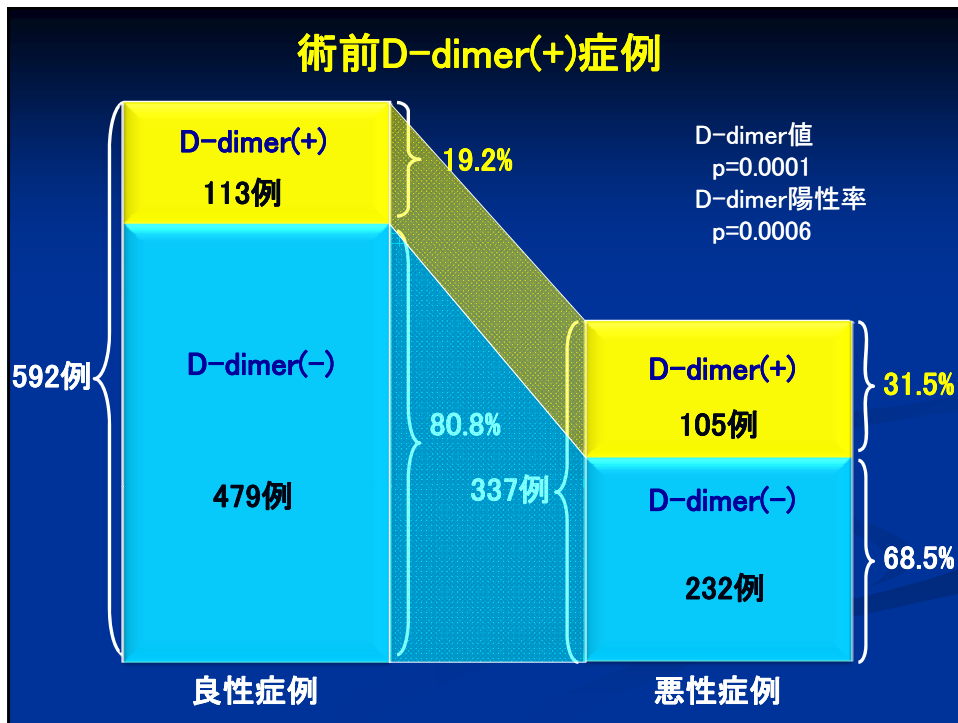 術前D-dimer(+)症例
D-dimer(+)
113例
19.2%
D-dimer値
p=0.0001
D-dimer陽性率
p=0.0006
592例
D-dimer(-)
479例
80.8%
337例
D-dimer(+)
105例
31.5%
D-dimer(-)
232例
68.5%
良性症例
悪性症例